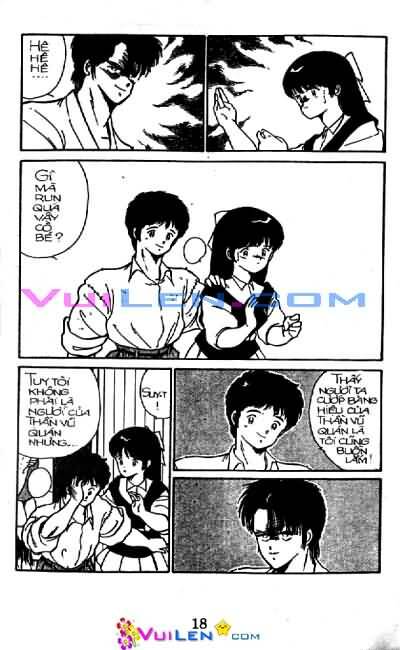 HÊ
HÊ
HÊ
....
GÌ
MÀ
RUN
QUÁ
VẬY
CÔ
BÉ?
VUILEN.COM
TUY TÔI
KHÔNG
PHẢI LÀ
NGƯỜI CỦA
THẦN VŨ
QUÁN
NHƯNG...
SUỴT
!
THẤY
NGƯỜI TA
CƯỚP BẢNG
HIỆU CỦA
THẦN VŨ
QUÁN LÀ
TÔI CŨNG
BUỒN
LẮM!
18
VUILEN.COM